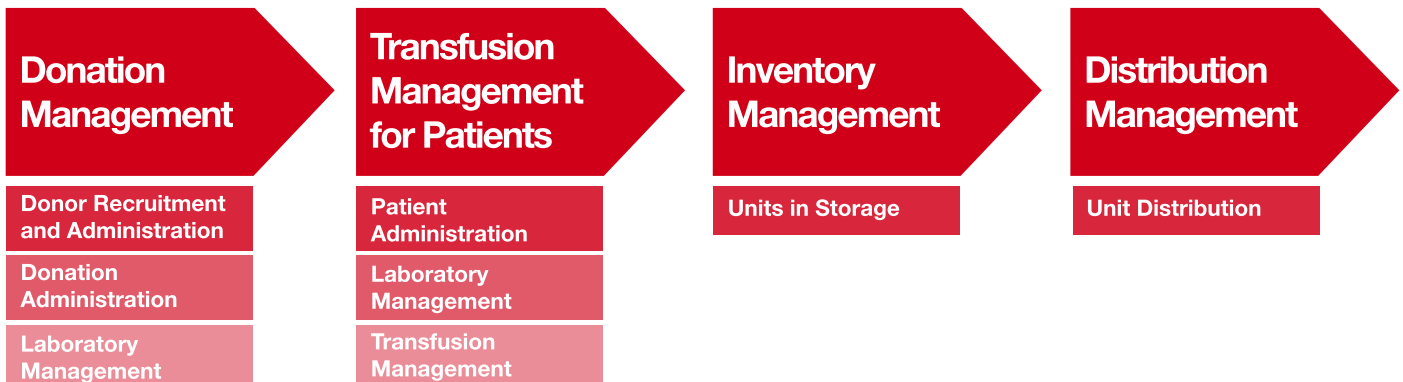 Donation
Management
Transfusion
Management
for Patients
Inventory
Management
Distribution
Management
Donor Recruitment
and Administration
Donation
Administration
Laboratory
Management
Patient
Administration
Laboratory
Management
Transfusion
Management
Units in Storage
Unit Distribution